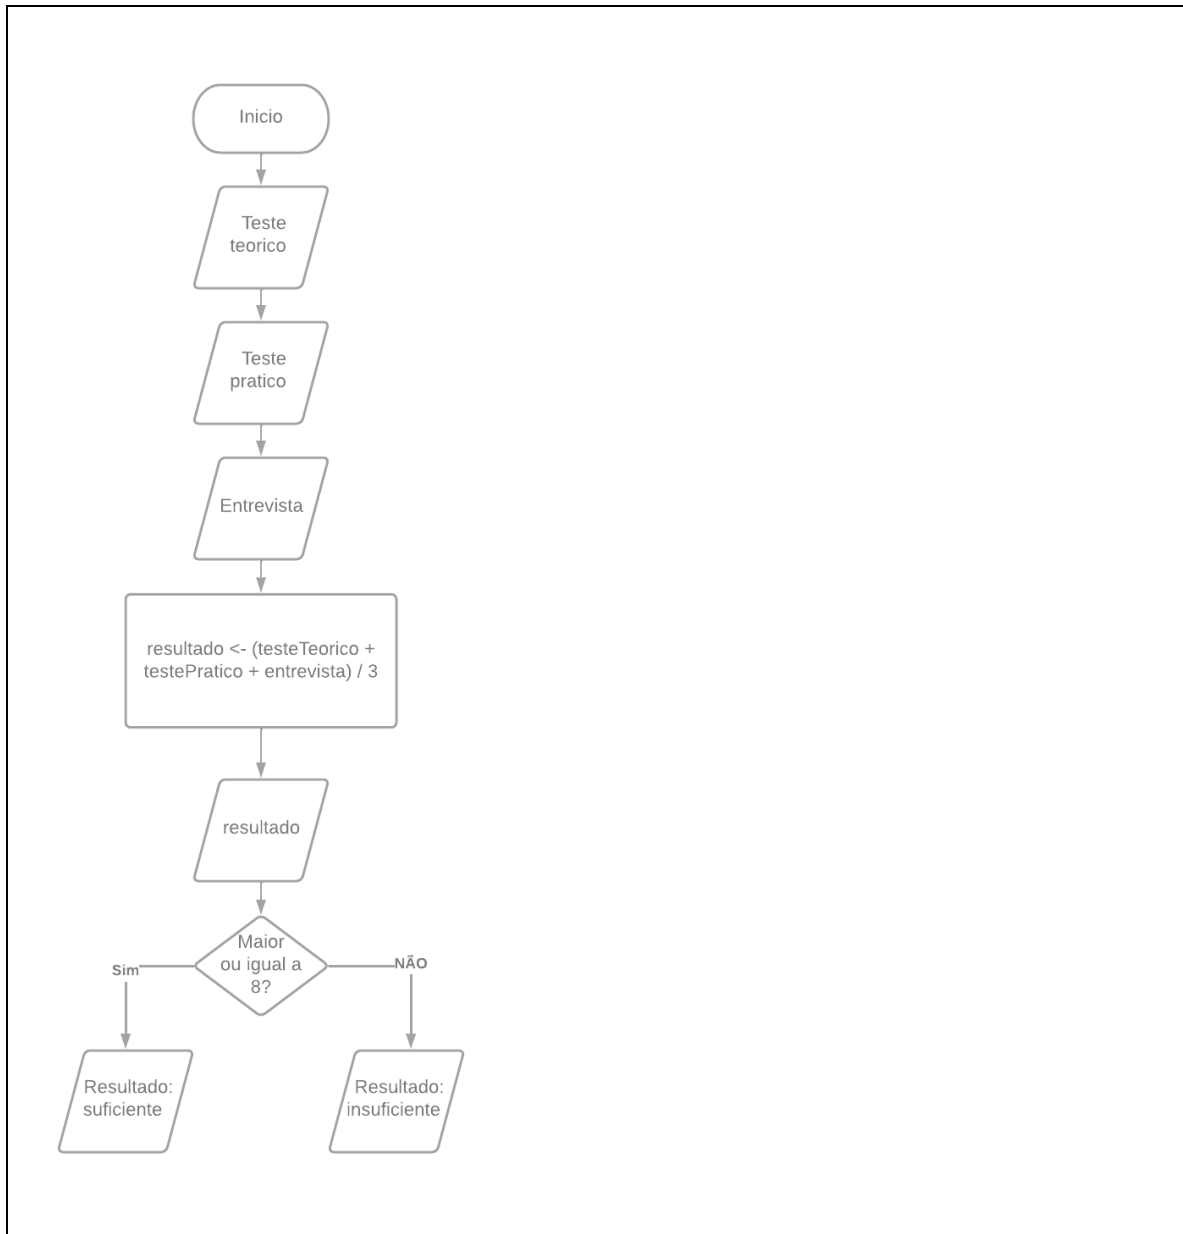 Inicio
Teste
teorico
Teste
pratico
Entrevista
resultado <- (testeTeorico +
testePratico + entrevista) / 3
resultado
Maior
ou igual a
8?
Sim
NÃO
Resultado:
suficiente
Resultado:
insuficiente